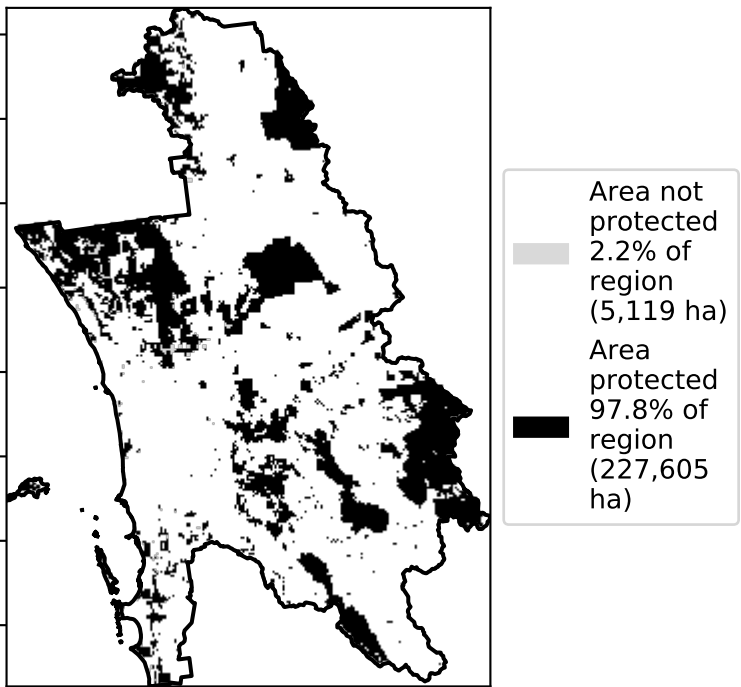 Area not
protected
2.2% of
region
(5,119 ha)
Area
protected
97.8% of
region
(227,605
ha)